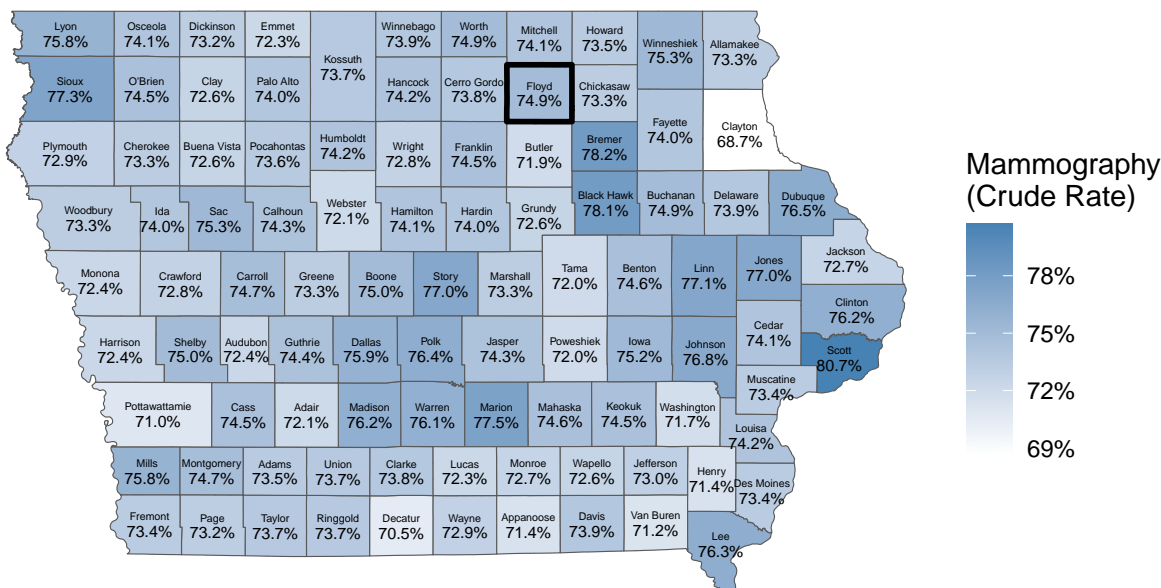 Lyon
75.8%
Osceola
74.1%
Dickinson
73.2%
Emmet
72.3%
Kossuth
73.7%
Winnebago
73.9%
Worth
74.9%
Mitchell
74.1%
Howard
73.5%
Winneshiek
75.3%
Allamakee
73.3%
Sioux
77.3%
O'Brien
74.5%
Clay
72.6%
Palo Alto
74.0%
Hancock
74.2%
Cerro Gordo
73.8%
Floyd
74.9%
Chickasaw
73.3%
Fayette
74.0%
Clayton
68.7%
Plymouth
72.9%
Cherokee
73.3%
Buena Vista
72.6%
Pocahontas
73.6%
Humboldt
74.2%
Wright
72.8%
Franklin
74.5%
Butler
71.9%
Bremer
78.2%
Mammography
(Crude Rate)
78%
75%
72%
69%
Woodbury
73.3%
Ida
74.0%
Sac
75.3%
Calhoun
74.3%
Webster
72.1%
Hamilton
74.1%
Hardin
74.0%
Grundy
72.6%
Black Hawk
78.1%
Buchanan
74.9%
Delaware
73.9%
Dubuque
76.5%
Monona
72.4%
Crawford
72.8%
Carroll
74.7%
Greene
73.3%
Boone
75.0%
Story
77.0%
Marshall
73.3%
Tama
72.0%
Benton
74.6%
Linn
77.1%
Jones
77.0%
Jackson
72.7%
Clinton
76.2%
Harrison
72.4%
Shelby
75.0%
Audubon
72.4%
Guthrie
74.4%
Dallas
75.9%
Polk
76.4%
Jasper
74.3%
Poweshiek
72.0%
Iowa
75.2%
Johnson
76.8%
Cedar
74.1%
Scott
80.7%
Muscatine
73.4%
Pottawattamie
71.0%
Cass
74.5%
Adair
72.1%
Madison
76.2%
Warren
76.1%
Marion
77.5%
Mahaska
74.6%
Keokuk
74.5%
Washington
71.7%
Louisa
74.2%
Mills
75.8%
Montgomery
74.7%
Adams
73.5%
Union
73.7%
Clarke
73.8%
Lucas
72.3%
Monroe
72.7%
Wapello
72.6%
Jefferson
73.0%
Henry
71.4%
Des Moines
73.4%
Fremont
73.4%
Page
73.2%
Taylor
73.7%
Ringgold
73.7%
Decatur
70.5%
Wayne
72.9%
Appanoose
71.4%
Davis
73.9%
Van Buren
71.2%
Lee
76.3%